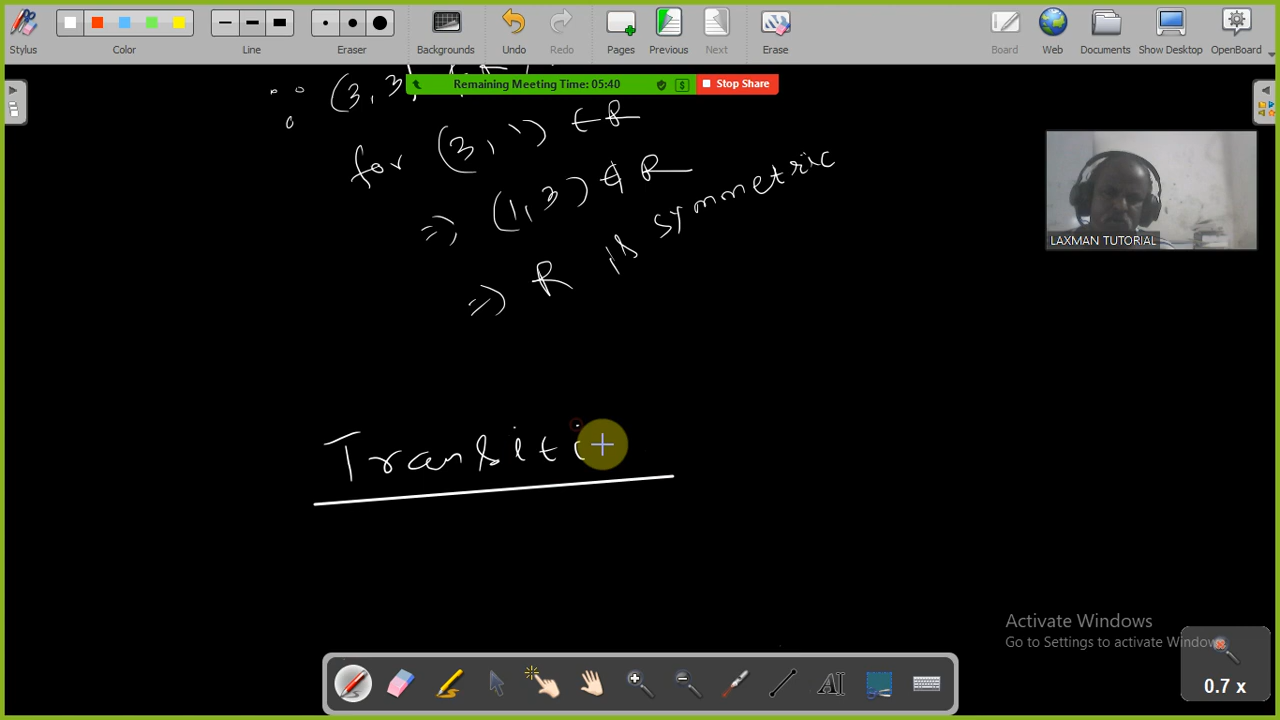 Stylus
Color
Line
Eraser
Backgrounds
Undo
Redo
Pages
Previous
Next
Erase
Board
Web
Documents
Show Desktop
OpenBoard
Remaining Meeting Time: 05:40
Stop Share
∵ (3, 3)
for (3, 1) ∈ R
⇒ (1, 3) ∈ R
⇒ R is symmetric
LAXMAN TUTORIAL
Transiti
Activate Windows
Go to Settings to activate Windows
0.7 x